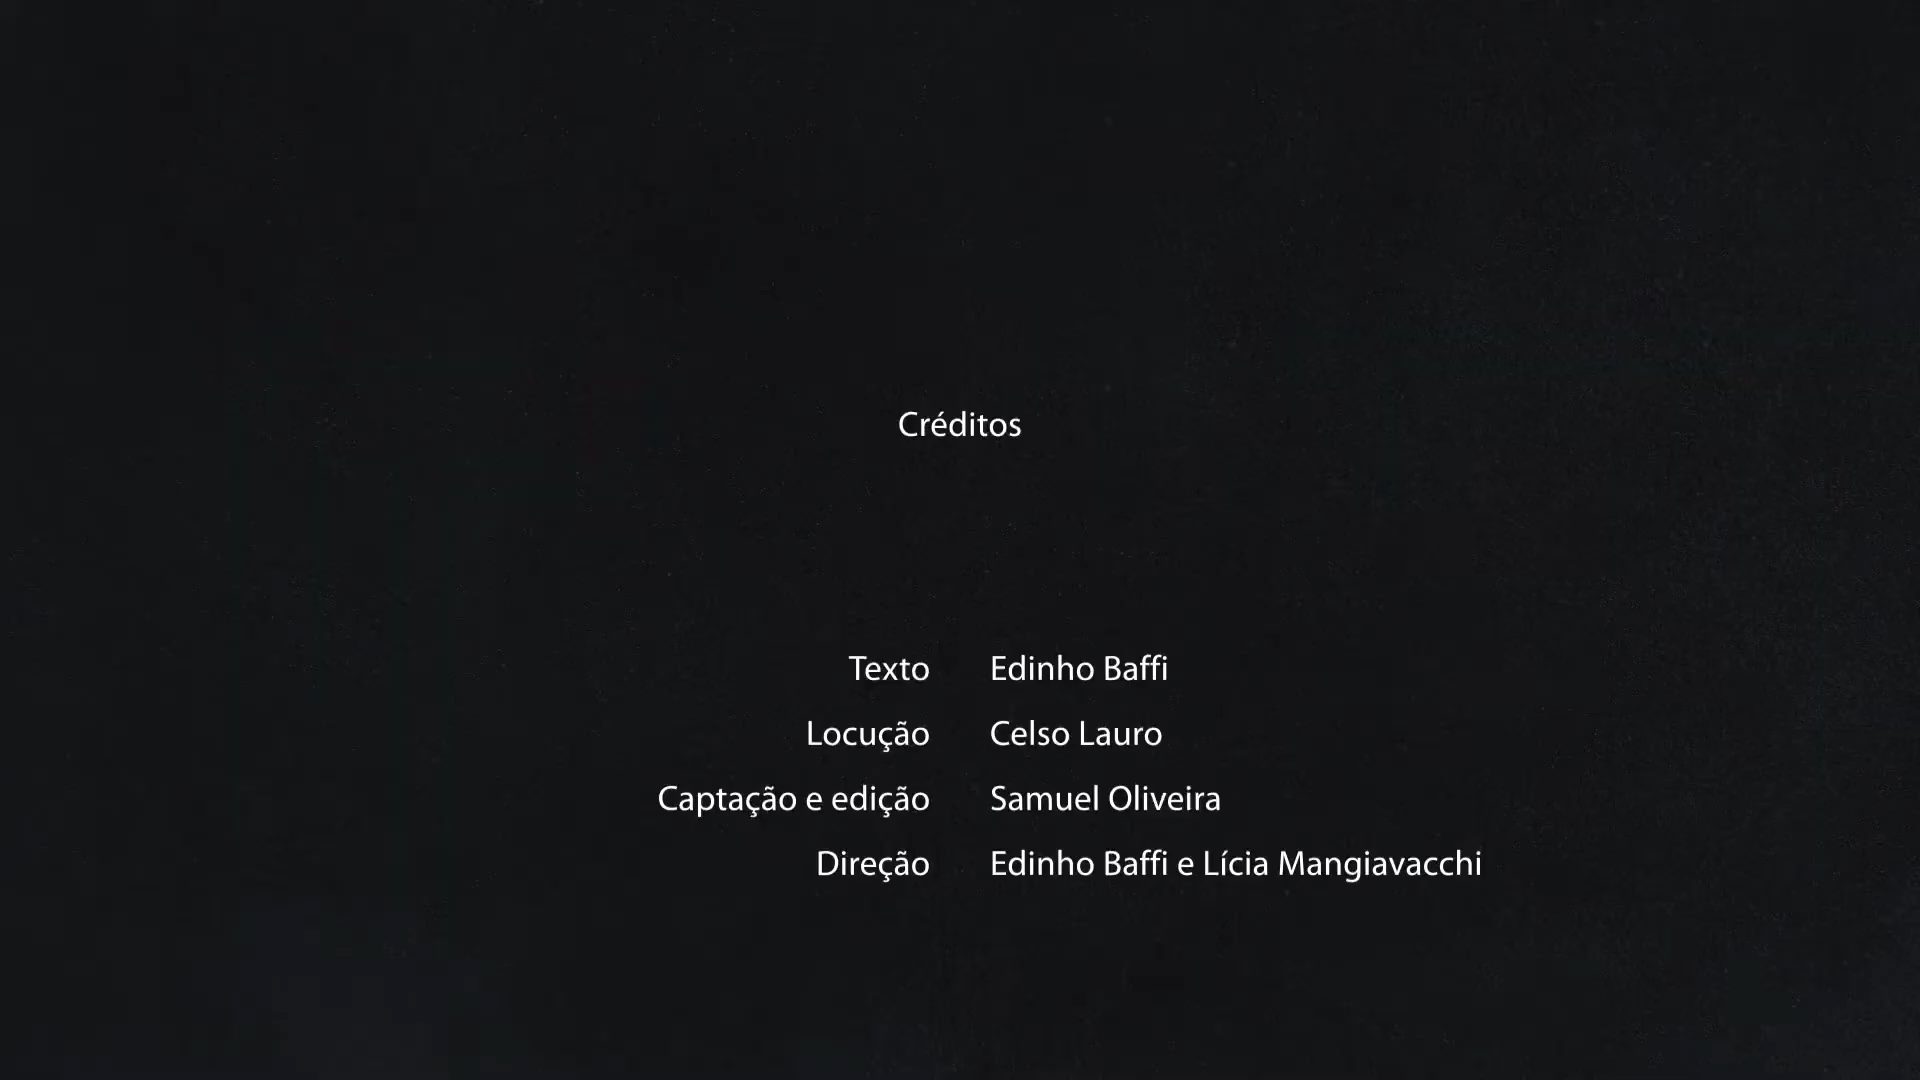 Créditos
Texto Edinho Baffi
Locução Celso Lauro
Captação e edição Samuel Oliveira
Direção Edinho Baffi e Lícia Mangiavacchi